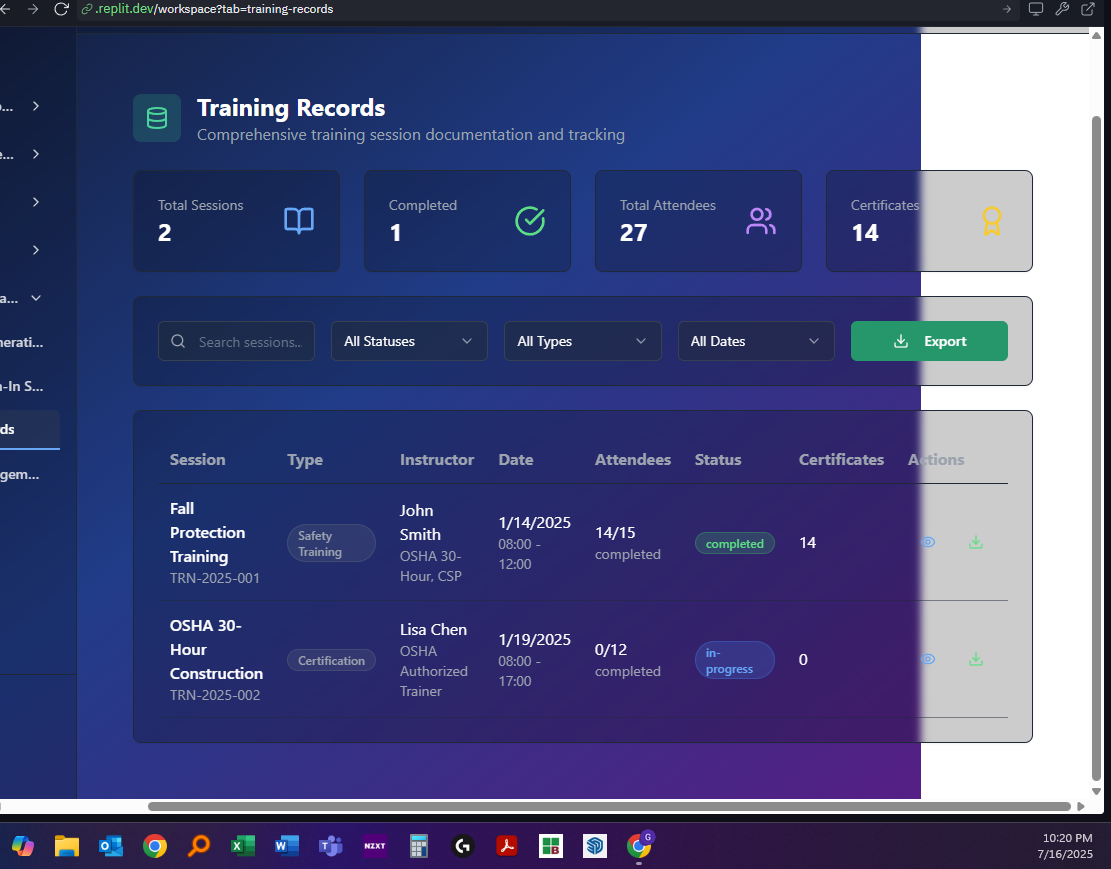 .replit.dev/workspace?tab=training-records
o...
e...
a...
nerati...
n-In S...
ds
gem...
Training Records
Comprehensive training session documentation and tracking
Total Sessions
2
Completed
1
Total Attendees
27
Certificates
14
Search sessions...
All Statuses
All Types
All Dates
Export
Session Type Instructor Date Attendees Status Certificates Actions
Fall
Protection
Training
TRN-2025-001
Safety
Training
John
Smith
OSHA 30-
Hour, CSP
1/14/2025
08:00 -
12:00
14/15
completed
completed
14
OSHA 30-
Hour
Construction
TRN-2025-002
Certification
Lisa Chen
OSHA
Authorized
Trainer
1/19/2025
08:00 -
17:00
0/12
completed
in-
progress
0
NZXT
G
10:20 PM
7/16/2025